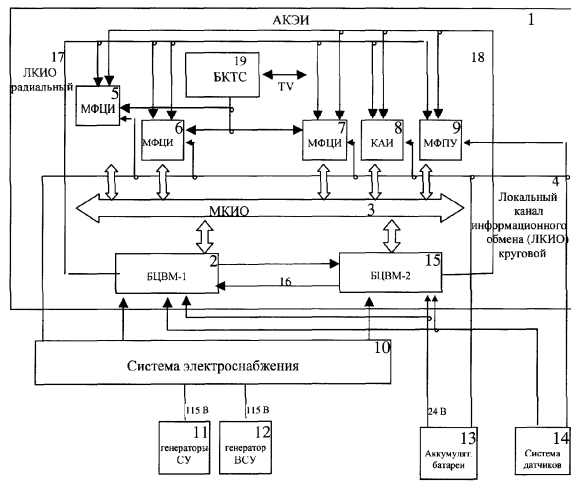 АКЭИ
1
17
ЛКИО
радиальный
19
БКТС
TV
18
5
МФЦИ
6
МФЦИ
7
МФЦИ
8
КАИ
9
МФПУ
4
Локальный
канал
информационного
обмена (ЛКИО)
круговой
МКИО
3
2
БЦВМ-1
16
15
БЦВМ-2
10
Система электроснабжения
115 В
115 В
24 В
11
генераторы
СУ
12
генератор
ВСУ
13
Аккумулят.
батареи
14
Система
датчиков